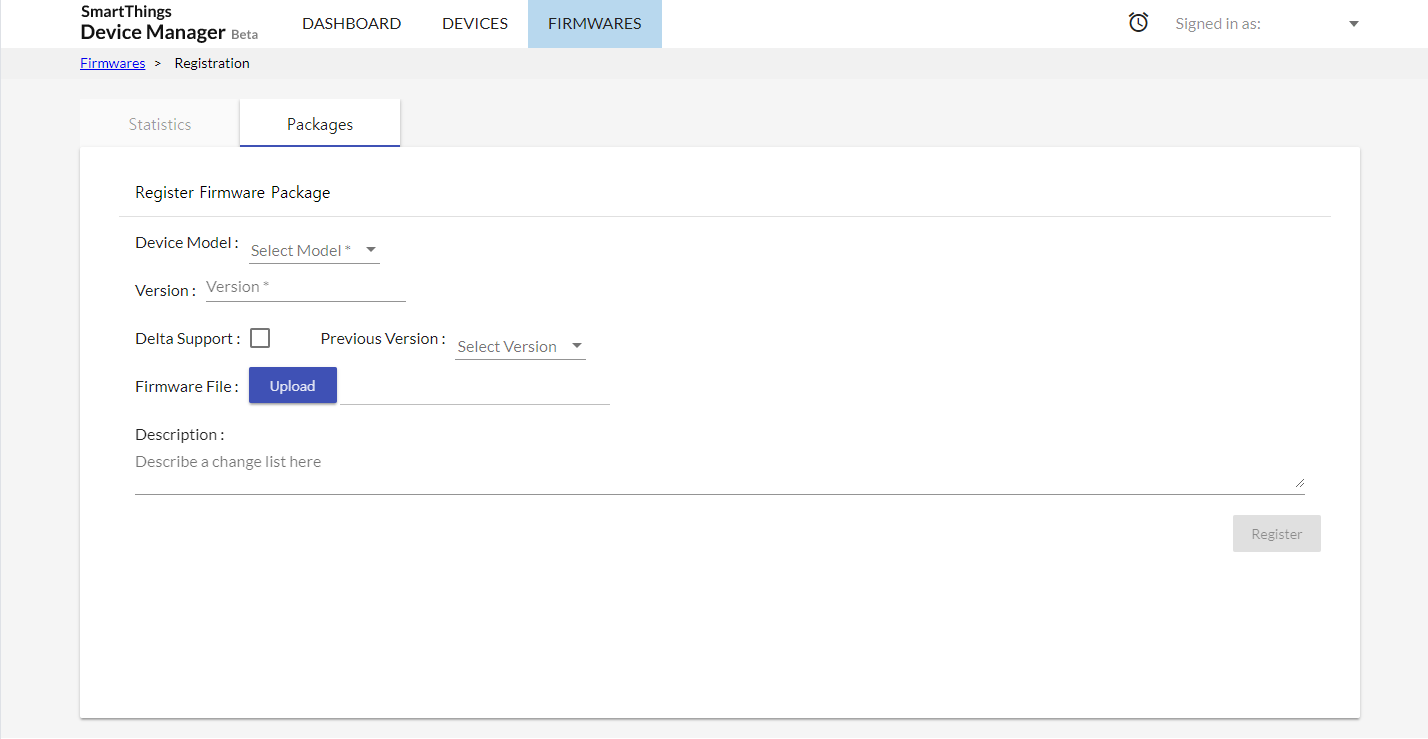 SmartThings
Device Manager Beta
DASHBOARD DEVICES FIRMWARES Signed in as:
Firmwares > Registration
Statistics Packages
Register Firmware Package
Device Model : Select Model *
Version : Version *
Delta Support : Previous Version : Select Version
Firmware File : Upload
Description :
Describe a change list here
Register